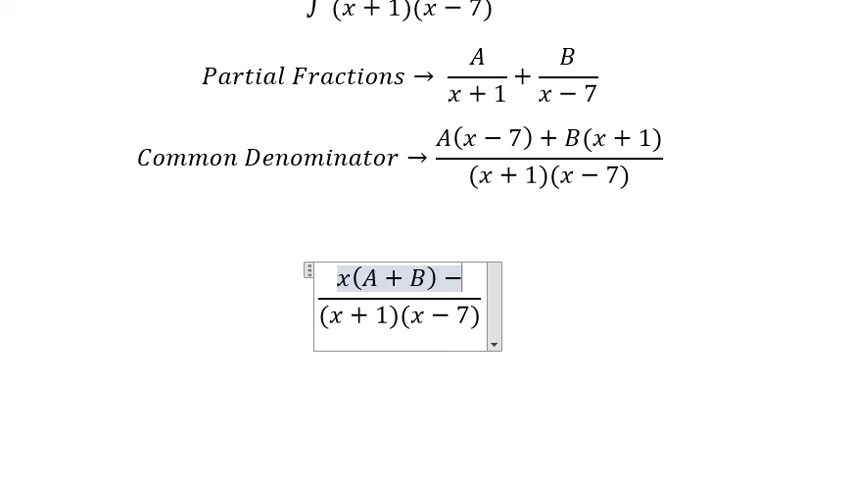 ∫ (x + 1)(x − 7)
Partial Fractions → A/(x + 1) + B/(x − 7)
Common Denominator → (A(x − 7) + B(x + 1))/((x + 1)(x − 7))
(x(A + B) −)/((x + 1)(x − 7))